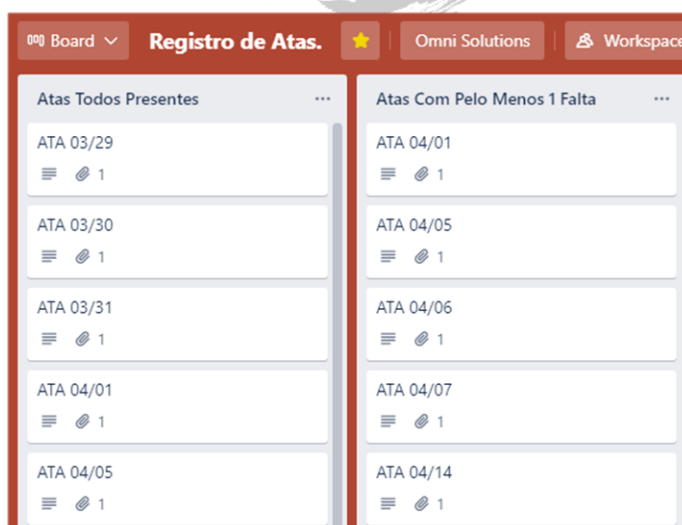 Board
Registro de Atas.
Omni Solutions
Workspace
Atas Todos Presentes
ATA 03/29
1
ATA 03/30
1
ATA 03/31
1
ATA 04/01
1
ATA 04/05
1
Atas Com Pelo Menos 1 Falta
ATA 04/01
1
ATA 04/05
1
ATA 04/06
1
ATA 04/07
1
ATA 04/14
1